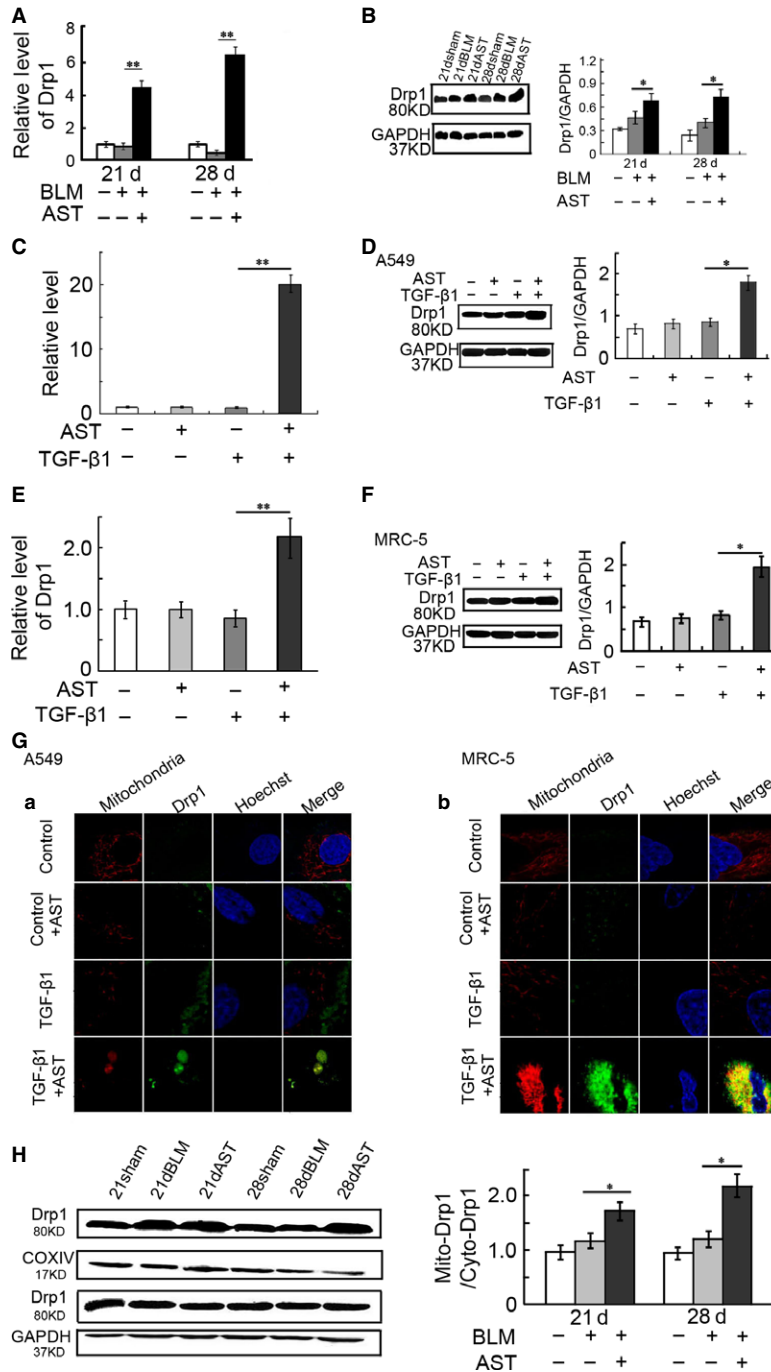 A
Relative level
of Drp1
8
6
4
2
0
**
**
21 d
28 d
BLM – + + – + +
AST – – + – – +
B
21dsham
21dBLM
21dAST
28dsham
28dBLM
28dAST
Drp1
80KD
GAPDH
37KD
Drp1/GAPDH
1.2
0.9
0.6
0.3
0
*
*
21 d
28 d
BLM – + + – + +
AST – – + – – +
C
Relative level
20
10
0
**
AST – + – +
TGF-β1 – – + +
D
A549
AST – + – +
TGF-β1 – – + +
Drp1
80KD
GAPDH
37KD
Drp1/GAPDH
2
1
0
*
AST – + – +
TGF-β1 – – + +
E
Relative level
of Drp1
2.0
1.0
0
**
AST – + – +
TGF-β1 – – + +
F
MRC-5
AST – + – +
TGF-β1 – – + +
Drp1
80KD
GAPDH
37KD
Drp1/GAPDH
2
1
0
*
AST – + – +
TGF-β1 – – + +
G
A549
a
Mitochondria
Drp1
Hoechst
Merge
Control
Control
+AST
TGF-β1
TGF-β1
+AST
MRC-5
b
Mitochondria
Drp1
Hoechst
Merge
Control
Control
+AST
TGF-β1
TGF-β1
+AST
H
21sham
21dBLM
21dAST
28sham
28dBLM
28dAST
Drp1
80KD
COXIV
17KD
Drp1
80KD
GAPDH
37KD
Mito-Drp1
/Cyto-Drp1
2.0
1.0
0
*
*
21 d
28 d
BLM – + + – + +
AST – – + – – +